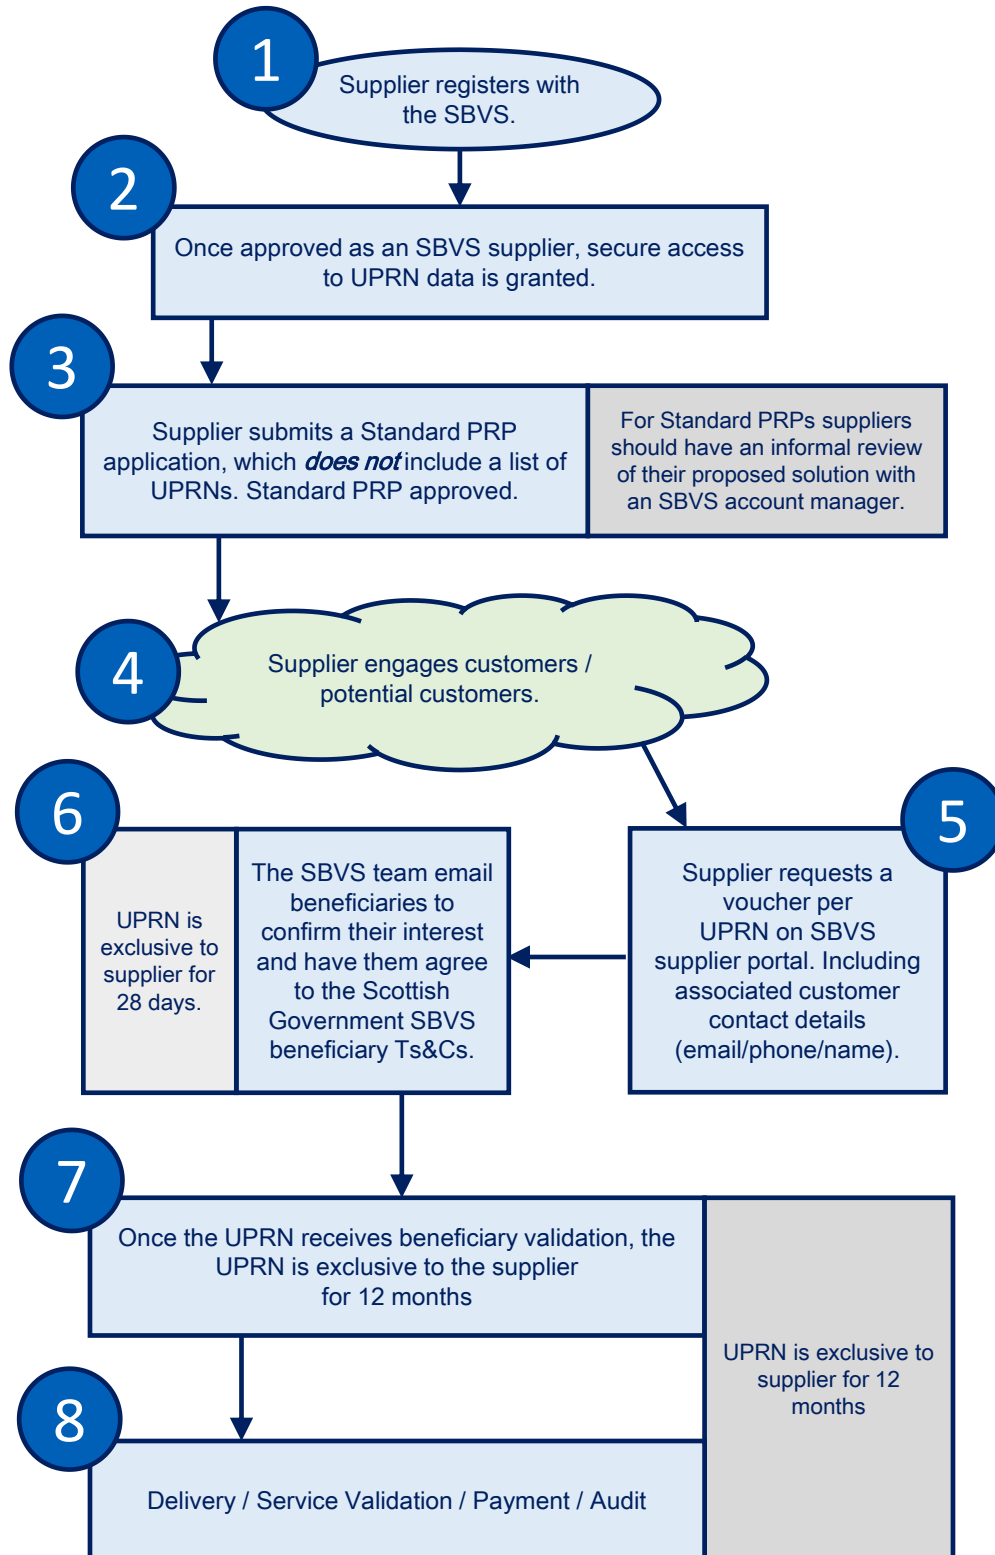 1
Supplier registers with
the SBVS.
2
Once approved as an SBVS supplier, secure access
to UPRN data is granted.
3
Supplier submits a Standard PRP
application, which does not include a list of
UPRNs. Standard PRP approved.
For Standard PRPs suppliers
should have an informal review
of their proposed solution with
an SBVS account manager.
4
Supplier engages customers /
potential customers.
5
Supplier requests a
voucher per
UPRN on SBVS
supplier portal. Including
associated customer
contact details
(email/phone/name).
6
UPRN is
exclusive to
supplier for
28 days.
The SBVS team email
beneficiaries to
confirm their interest
and have them agree
to the Scottish
Government SBVS
beneficiary Ts&Cs.
7
Once the UPRN receives beneficiary validation, the
UPRN is exclusive to the supplier
for 12 months
UPRN is exclusive to
supplier for 12
months
8
Delivery / Service Validation / Payment / Audit